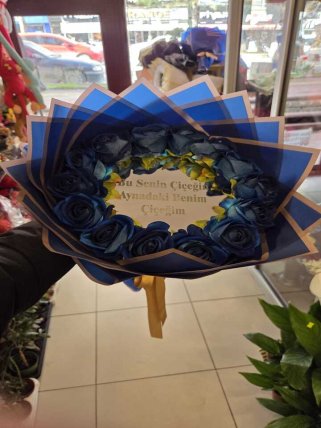 Bu Senin Çiçeğin
Aynadaki Benim
Çiçeğim